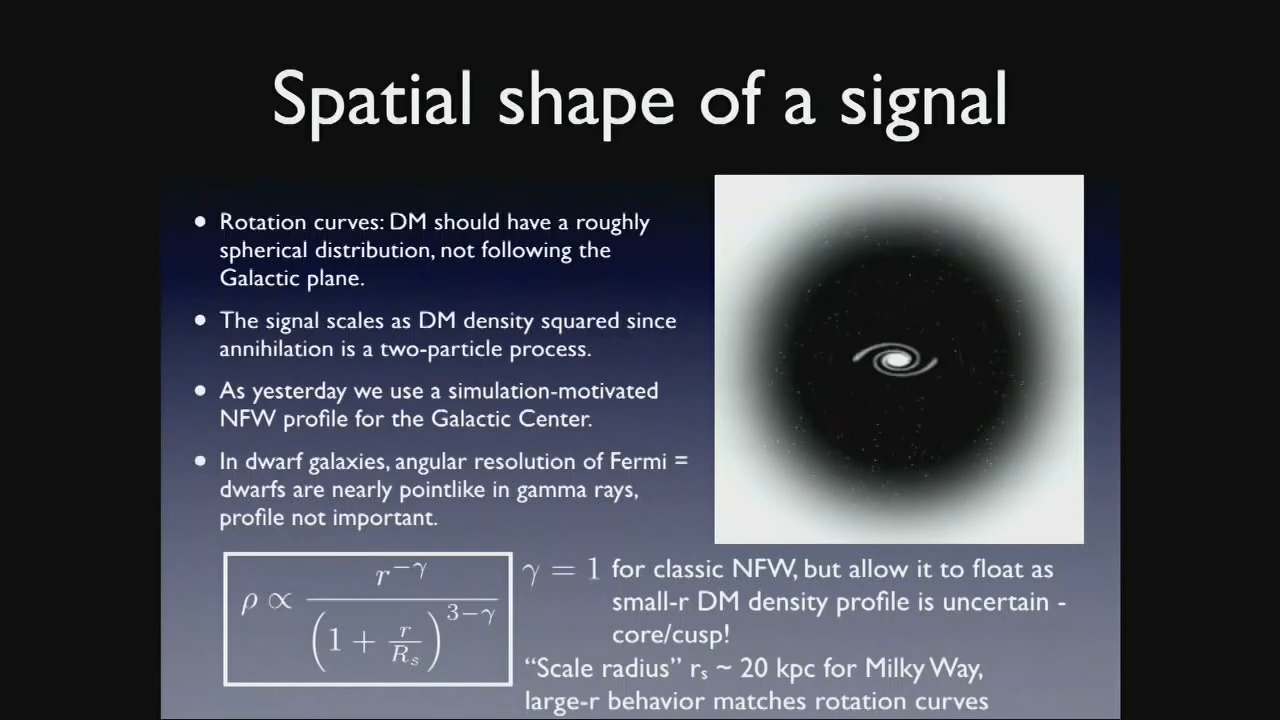 Spatial shape of a signal
• Rotation curves: DM should have a roughly
spherical distribution, not following the
Galactic plane.
• The signal scales as DM density squared since
annihilation is a two-particle process.
• As yesterday we use a simulation-motivated
NFW profile for the Galactic Center.
• In dwarf galaxies, angular resolution of Fermi =
dwarfs are nearly pointlike in gamma rays,
profile not important.
ρ ∝ r^{-γ} / (1 + r/R_s)^{3-γ}
γ = 1 for classic NFW, but allow it to float as
small-r DM density profile is uncertain -
core/cusp!
“Scale radius” rₛ ~ 20 kpc for Milky Way,
large-r behavior matches rotation curves